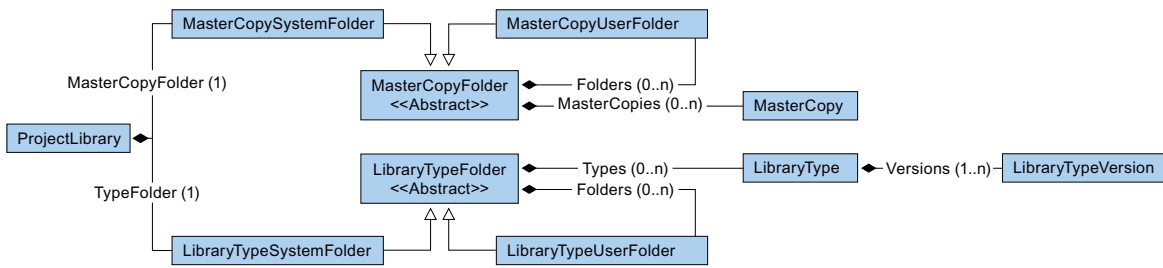 MasterCopySystemFolder
MasterCopyUserFolder
MasterCopyFolder (1)
MasterCopyFolder
<<Abstract>>
Folders (0..n)
MasterCopies (0..n)
MasterCopy
ProjectLibrary
LibraryTypeFolder
<<Abstract>>
Types (0..n)
LibraryType
Versions (1..n)
LibraryTypeVersion
Folders (0..n)
TypeFolder (1)
LibraryTypeSystemFolder
LibraryTypeUserFolder